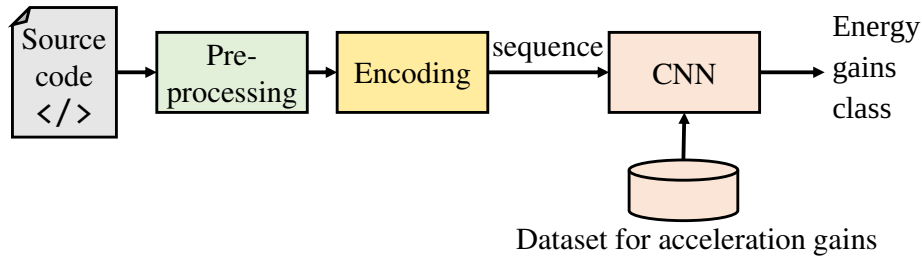 Source
code
</>
Pre-
processing
Encoding
sequence
CNN
Energy
gains
class
Dataset for acceleration gains